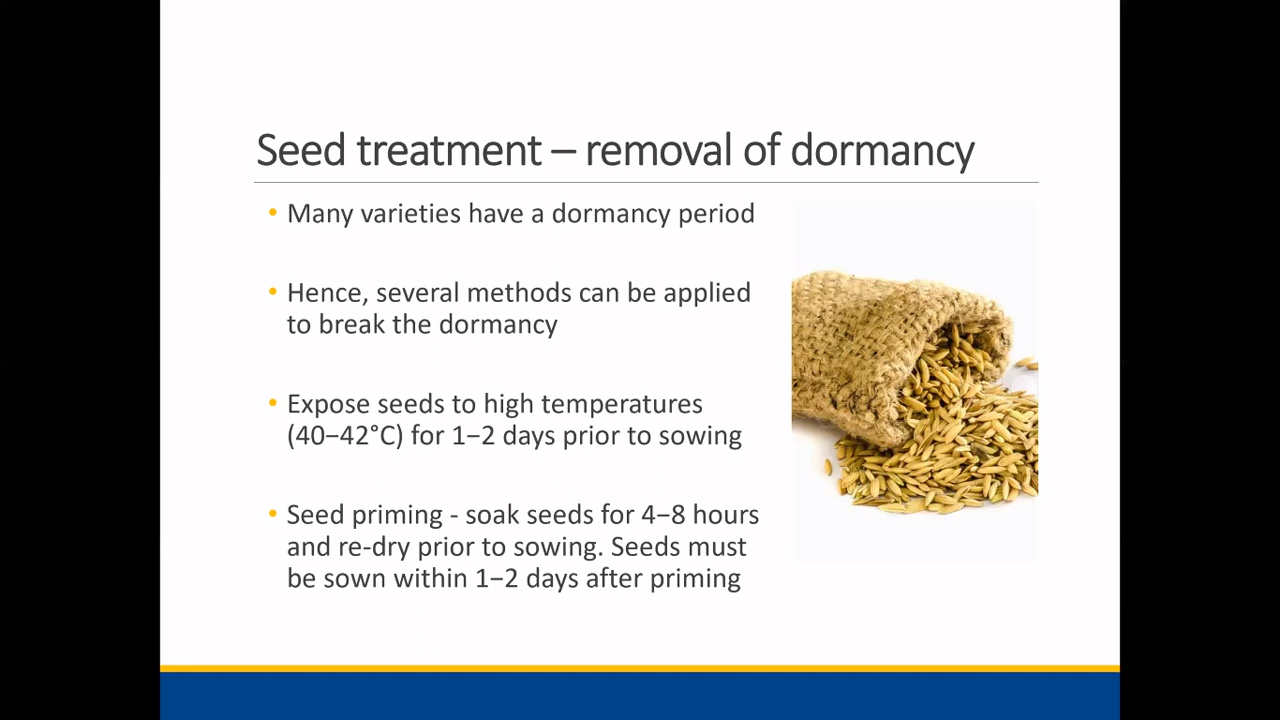 Seed treatment – removal of dormancy
• Many varieties have a dormancy period
• Hence, several methods can be applied
to break the dormancy
• Expose seeds to high temperatures
(40−42°C) for 1−2 days prior to sowing
• Seed priming - soak seeds for 4−8 hours
and re-dry prior to sowing. Seeds must
be sown within 1−2 days after priming